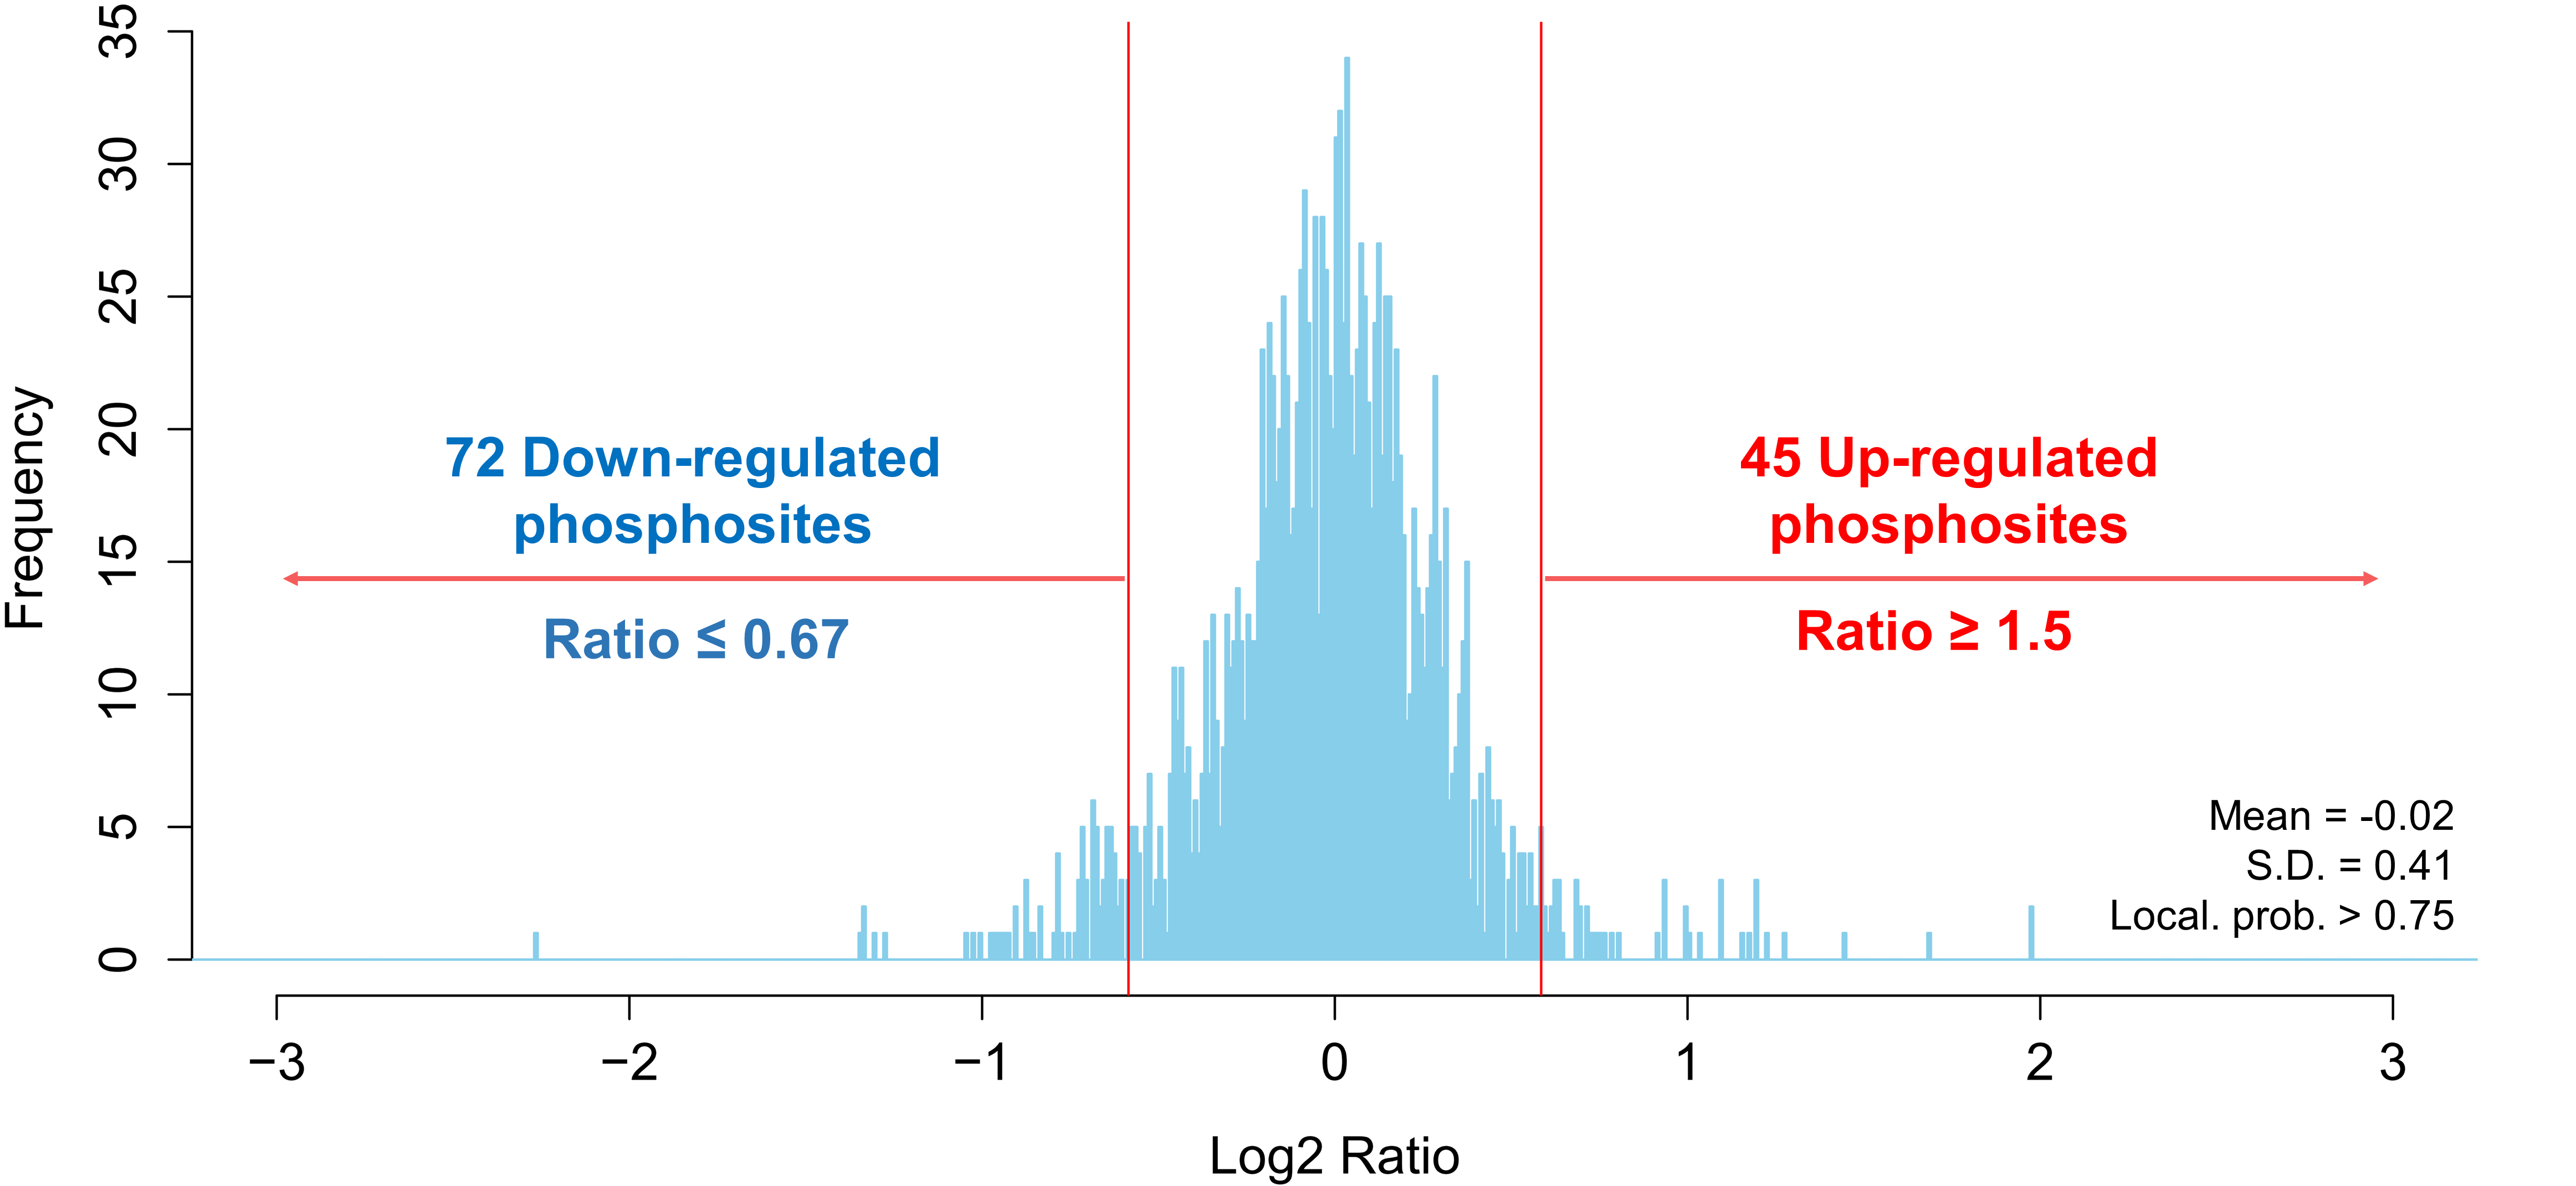 35
30
25
20
15
10
5
0
Frequency
72 Down-regulated
phosphosites
Ratio ≤ 0.67
45 Up-regulated
phosphosites
Ratio ≥ 1.5
Mean = -0.02
S.D. = 0.41
Local. prob. > 0.75
−3 −2 −1 0 1 2 3
Log2 Ratio